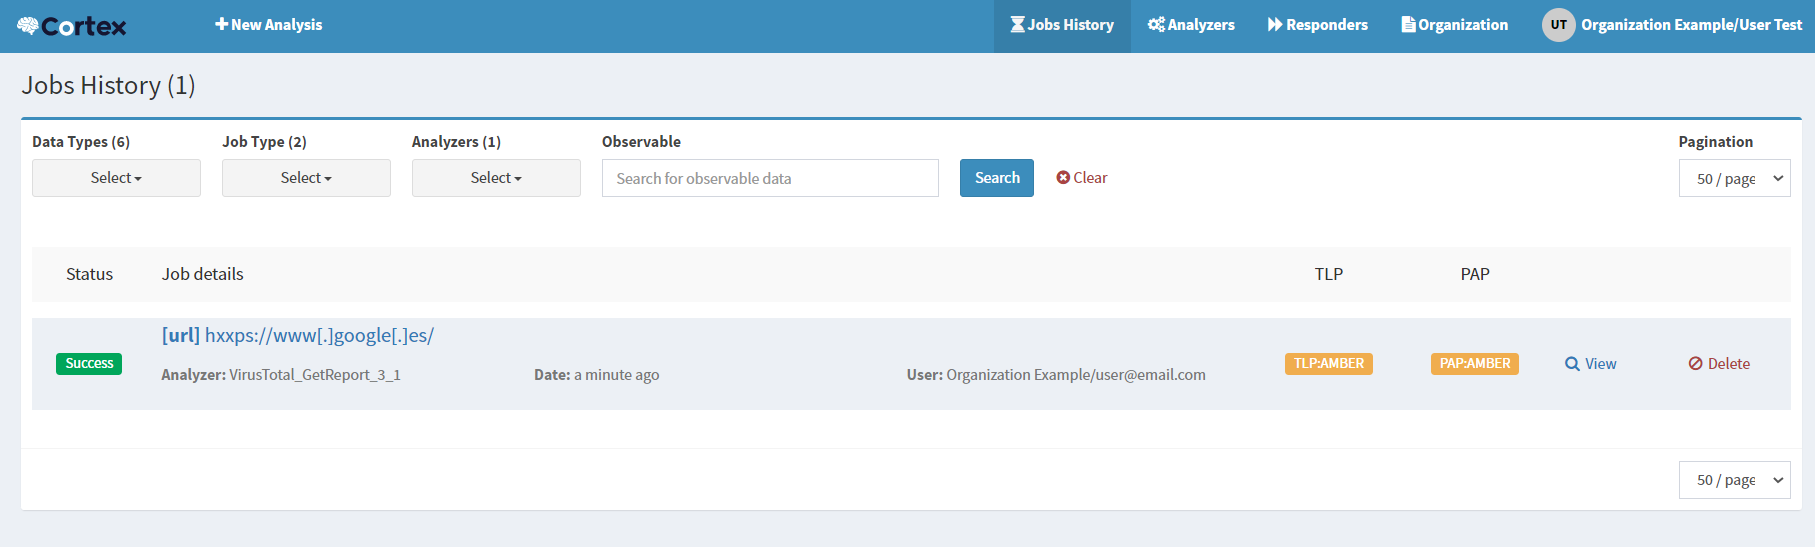 Cortex New Analysis Jobs History Analyzers Responders Organization UT Organization Example/User Test
Jobs History (1)
Data Types (6) Job Type (2) Analyzers (1) Observable Pagination
Select Select Select Search for observable data Search Clear 50 / page
Status Job details TLP PAP
[url] hxxps://www[.]google[.]es/
Success TLP:AMBER PAP:AMBER View Delete
Analyzer: VirusTotal_GetReport_3_1 Date: a minute ago User: Organization Example/user@email.com
50 / page